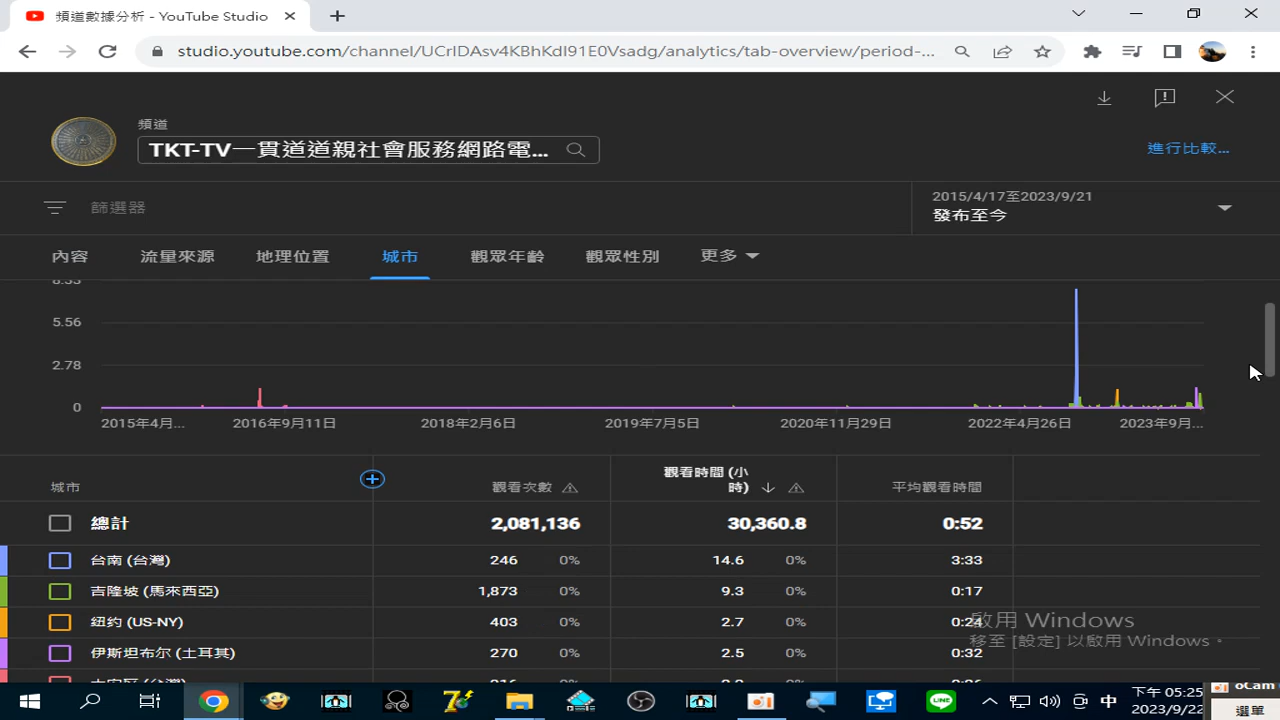 頻道數據分析 - YouTube Studio
studio.youtube.com/channel/UCrIDAsv4KBhKdI91E0Vsadg/analytics/tab-overview/period-...
頻道
TKT-TV一貫道道親社會服務網路電...
進行比較...
篩選器
2015/4/17至2023/9/21
發布至今
內容 流量來源 地理位置 城市 觀眾年齡 觀眾性別 更多
8.33
5.56
2.78
0
2015年4月... 2016年9月11日 2018年2月6日 2019年7月5日 2020年11月29日 2022年4月26日 2023年9月...
城市 觀看次數 觀看時間 (小時) 平均觀看時間
總計 2,081,136 30,360.8 0:52
台南 (台灣) 246 0% 14.6 0% 3:33
吉隆坡 (馬來西亞) 1,873 0% 9.3 0% 0:17
紐約 (US-NY) 403 0% 2.7 0% 0:24
伊斯坦布尔 (土耳其) 270 0% 2.5 0% 0:32
啟用 Windows
移至 [設定] 以啟用 Windows。
中
下午 05:25
2023/9/22
oCam
選單